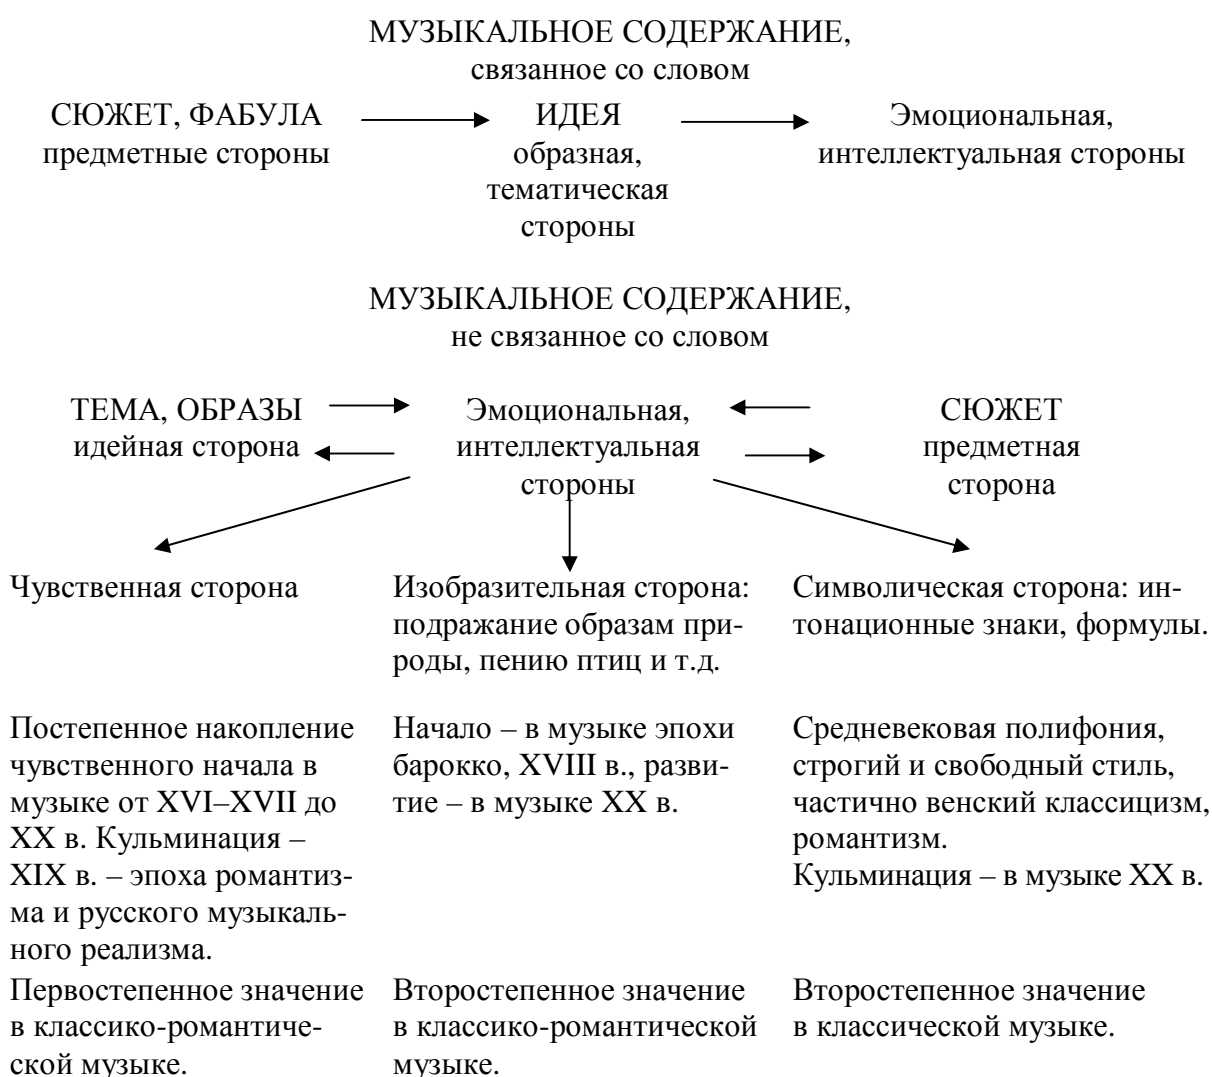 МУЗЫКАЛЬНОЕ СОДЕРЖАНИЕ,
связанное со словом
СЮЖЕТ, ФАБУЛА
предметные стороны
ИДЕЯ
образная,
тематическая
стороны
Эмоциональная,
интеллектуальная стороны
МУЗЫКАЛЬНОЕ СОДЕРЖАНИЕ,
не связанное со словом
ТЕМА, ОБРАЗЫ
идейная сторона
Эмоциональная,
интеллектуальная
стороны
СЮЖЕТ
предметная
сторона
Чувственная сторона
Изобразительная сторона:
подражание образам при-
роды, пению птиц и т.д.
Символическая сторона: ин-
тонационные знаки, формулы.
Постепенное накопление
чувственного начала в
музыке от XVI–XVII до
XX в. Кульминация –
XIX в. – эпоха романтиз-
ма и русского музыкаль-
ного реализма.
Начало – в музыке эпохи
барокко, XVIII в., разви-
тие – в музыке XX в.
Средневековая полифония,
строгий и свободный стиль,
частично венский классицизм,
романтизм.
Кульминация – в музыке XX в.
Первостепенное значение
в классико-романтиче-
ской музыке.
Второстепенное значение
в классико-романтической
музыке.
Второстепенное значение
в классической музыке.